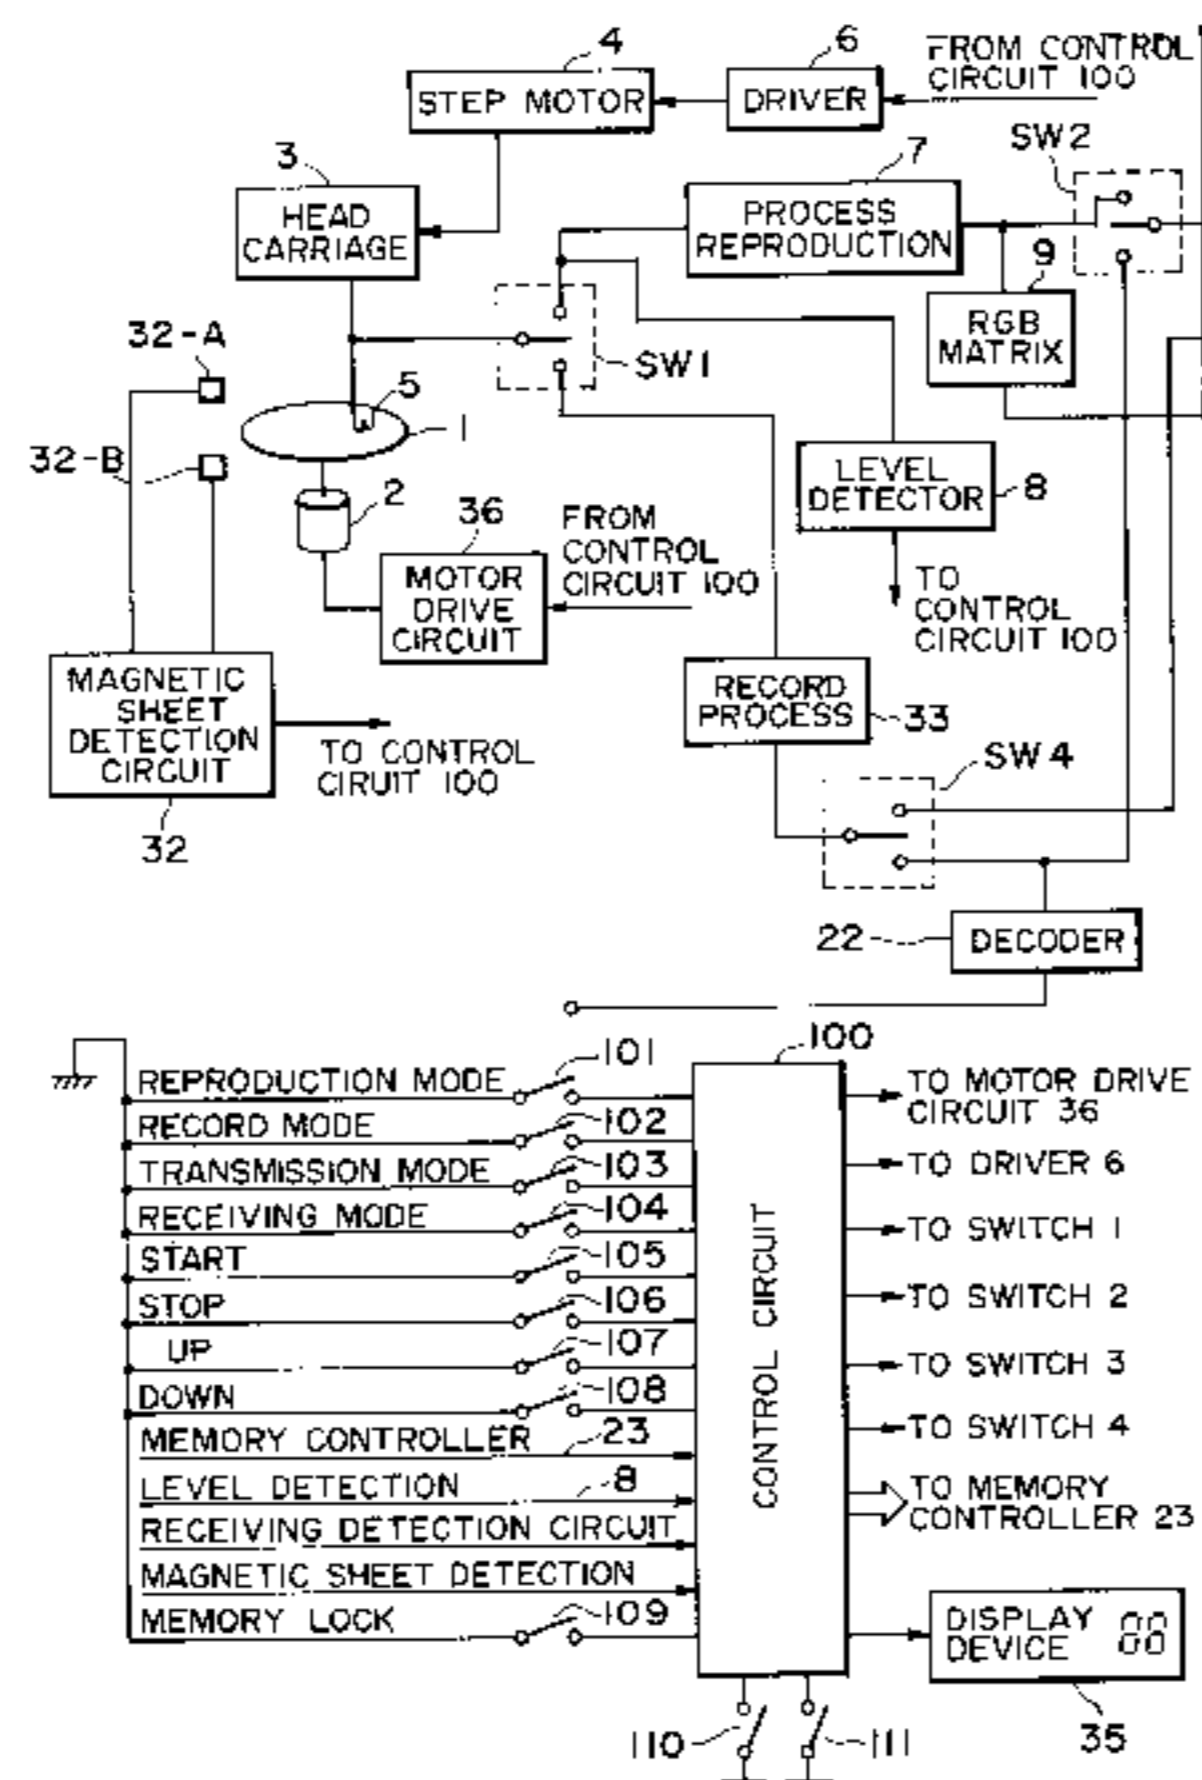 4
6
FROM CONTROL
CIRCUIT 100
STEP MOTOR
DRIVER
SW2
3
7
HEAD
CARRIAGE
PROCESS
REPRODUCTION
9
RGB
MATRIX
32-A
SW1
5
1
32-B
LEVEL
DETECTOR
8
2
36
FROM
CONTROL
CIRCUIT 100
MOTOR
DRIVE
CIRCUIT
TO
CONTROL
CIRCUIT 100
MAGNETIC
SHEET
DETECTION
CIRCUIT
RECORD
PROCESS
33
TO CONTROL
CIRUIT 100
SW4
32
22
DECODER
100
REPRODUCTION MODE
101
TO MOTOR DRIVE
CIRCUIT 36
RECORD MODE
102
TRANSMISSION MODE
103
TO DRIVER 6
RECEIVING MODE
104
TO SWITCH 1
START
105
STOP
106
TO SWITCH 2
UP
107
TO SWITCH 3
DOWN
108
TO SWITCH 4
CONTROL CIRCUIT
MEMORY CONTROLLER
23
LEVEL DETECTION
8
TO MEMORY
CONTROLLER 23
RECEIVING DETECTION CIRCUIT
MAGNETIC SHEET DETECTION
MEMORY LOCK
109
DISPLAY
DEVICE
00
00
110
111
35